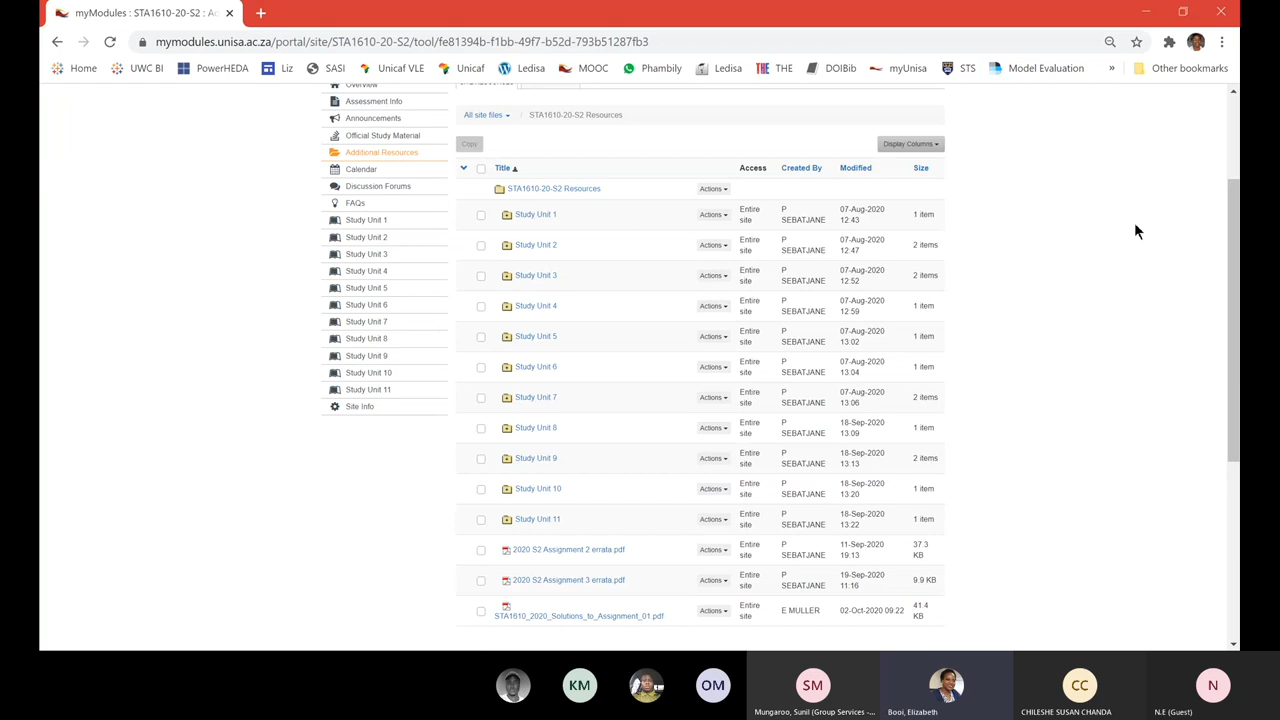 myModules : STA1610-20-S2 : Ac
mymodules.unisa.ac.za/portal/site/STA1610-20-S2/tool/fe81394b-f1bb-49f7-b52d-793b51287fb3
Home UWC BI PowerHEDA Liz SASI Unicaf VLE Unicaf Ledisa MOOC Phambily Ledisa THE DOIBib myUnisa STS Model Evaluation » Other bookmarks
Overview
Assessment Info
Announcements
Official Study Material
Additional Resources
Calendar
Discussion Forums
FAQs
Study Unit 1
Study Unit 2
Study Unit 3
Study Unit 4
Study Unit 5
Study Unit 6
Study Unit 7
Study Unit 8
Study Unit 9
Study Unit 10
Study Unit 11
Site Info
All site files / STA1610-20-S2 Resources
Copy Display Columns
Title Access Created By Modified Size
STA1610-20-S2 Resources Actions
Study Unit 1 Actions Entire site P SEBATJANE 07-Aug-2020 12:43 1 item
Study Unit 2 Actions Entire site P SEBATJANE 07-Aug-2020 12:47 2 items
Study Unit 3 Actions Entire site P SEBATJANE 07-Aug-2020 12:52 2 items
Study Unit 4 Actions Entire site P SEBATJANE 07-Aug-2020 12:59 1 item
Study Unit 5 Actions Entire site P SEBATJANE 07-Aug-2020 13:02 1 item
Study Unit 6 Actions Entire site P SEBATJANE 07-Aug-2020 13:04 1 item
Study Unit 7 Actions Entire site P SEBATJANE 07-Aug-2020 13:06 2 items
Study Unit 8 Actions Entire site P SEBATJANE 18-Sep-2020 13:09 1 item
Study Unit 9 Actions Entire site P SEBATJANE 18-Sep-2020 13:13 2 items
Study Unit 10 Actions Entire site P SEBATJANE 18-Sep-2020 13:20 1 item
Study Unit 11 Actions Entire site P SEBATJANE 18-Sep-2020 13:22 1 item
2020 S2 Assignment 2 errata.pdf Actions Entire site P SEBATJANE 11-Sep-2020 19:13 37.3 KB
2020 S2 Assignment 3 errata.pdf Actions Entire site P SEBATJANE 19-Sep-2020 11:16 9.9 KB
STA1610_2020_Solutions_to_Assignment_01.pdf Actions Entire site E MULLER 02-Oct-2020 09:22 41.4 KB
KM OM SM CC N
Mungaroo, Sunil (Group Services -... Booi, Elizabeth CHILESHE SUSAN CHANDA N.E (Guest)